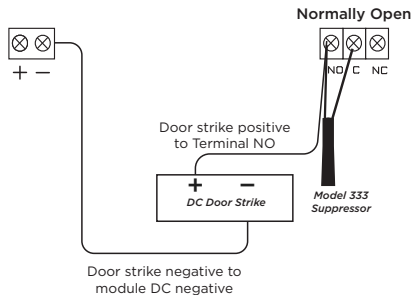 Normally Open
+ −
NO C NC
Door strike positive
to Terminal NO
+ −
DC Door Strike
Model 333
Suppressor
Door strike negative to
module DC negative